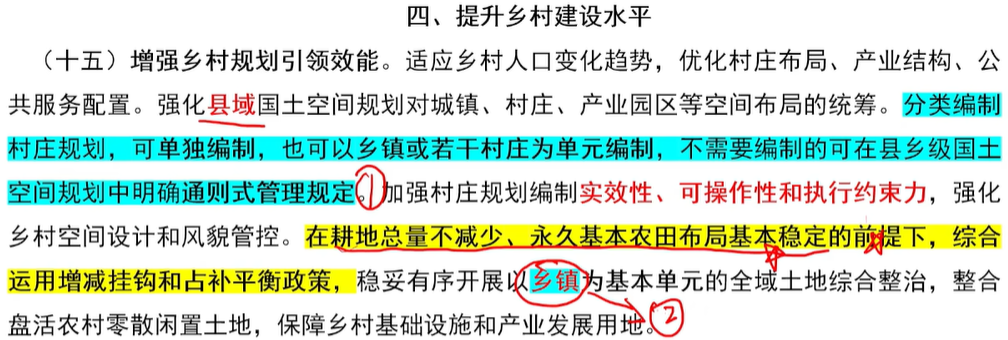 四、提升乡村建设水平
（十五）增强乡村规划引领效能。适应乡村人口变化趋势，优化村庄布局、产业结构、公
共服务配置。强化县域国土空间规划对城镇、村庄、产业园区等空间布局的统筹。分类编制
村庄规划，可单独编制，也可以乡镇或若干村庄为单元编制，不需要编制的可在县乡级国土
空间规划中明确通则式管理规定。①加强村庄规划编制实效性、可操作性和执行约束力，强化
乡村空间设计和风貌管控。在耕地总量不减少、永久基本农田布局基本稳定的前提下，综合
运用增减挂钩和占补平衡政策，稳妥有序开展以乡镇为基本单元的全域土地综合整治，整合
盘活农村零散闲置土地，保障乡村基础设施和产业发展用地。②